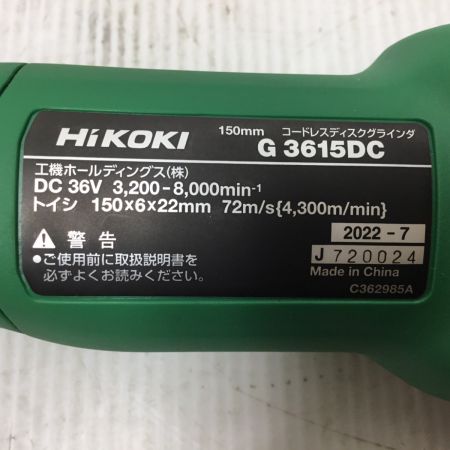 HiKOKI
150mm コードレスディスクグラインダ
G 3615DC
工機ホールディングス(株)
DC 36V 3,200-8,000min-1
トイシ 150×6×22mm 72m/s{4,300m/min}
警告
●ご使用前に取扱説明書を
必ずよくお読みください。
2022-7
J 720024
Made in China
C362985A